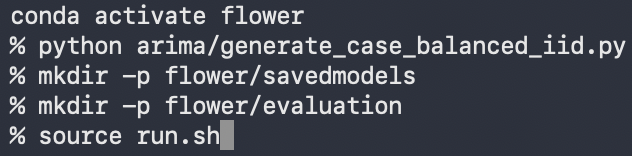 conda activate flower
% python arima/generate_case_balanced_iid.py
% mkdir -p flower/savedmodels
% mkdir -p flower/evaluation
% source run.sh